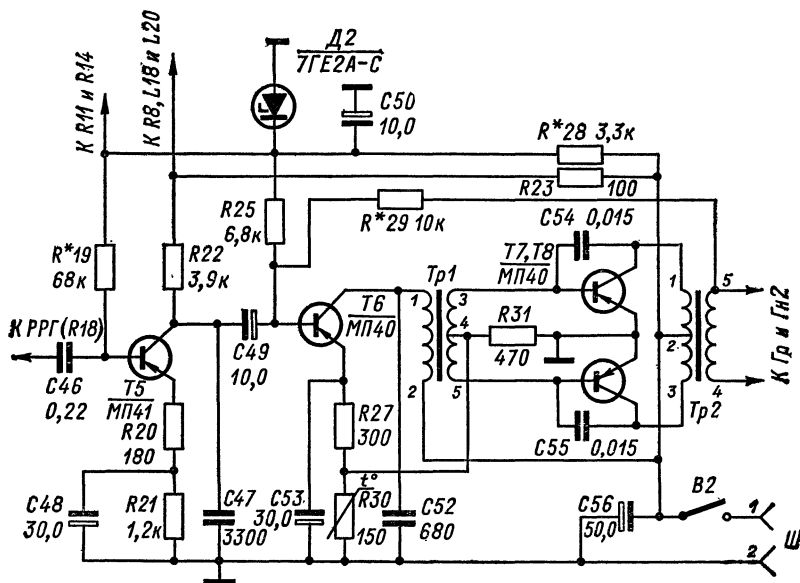 Д2
7ГЕ2А-С
К R11 и R14
К R8, L18 и L20
С50
10,0
R*28 3,3к
R23 100
R25
6,8к
R*29 10к
С54 0,015
R*19
68к
R22
3,9к
Т7, Т8
МП40
Тр1
1
3
4
2
5
R31
470
1
2
3
5
4
Тр2
К Гр и Гн2
К РРГ (R18)
С46
0,22
Т5
МП41
С49
10,0
Т6
МП40
R20
180
R27
300
С55 0,015
С48
30,0
R21
1,2к
С47
3300
С53
30,0
t°
R30
150
С52
680
С56
50,0
В2
1
2
Ш